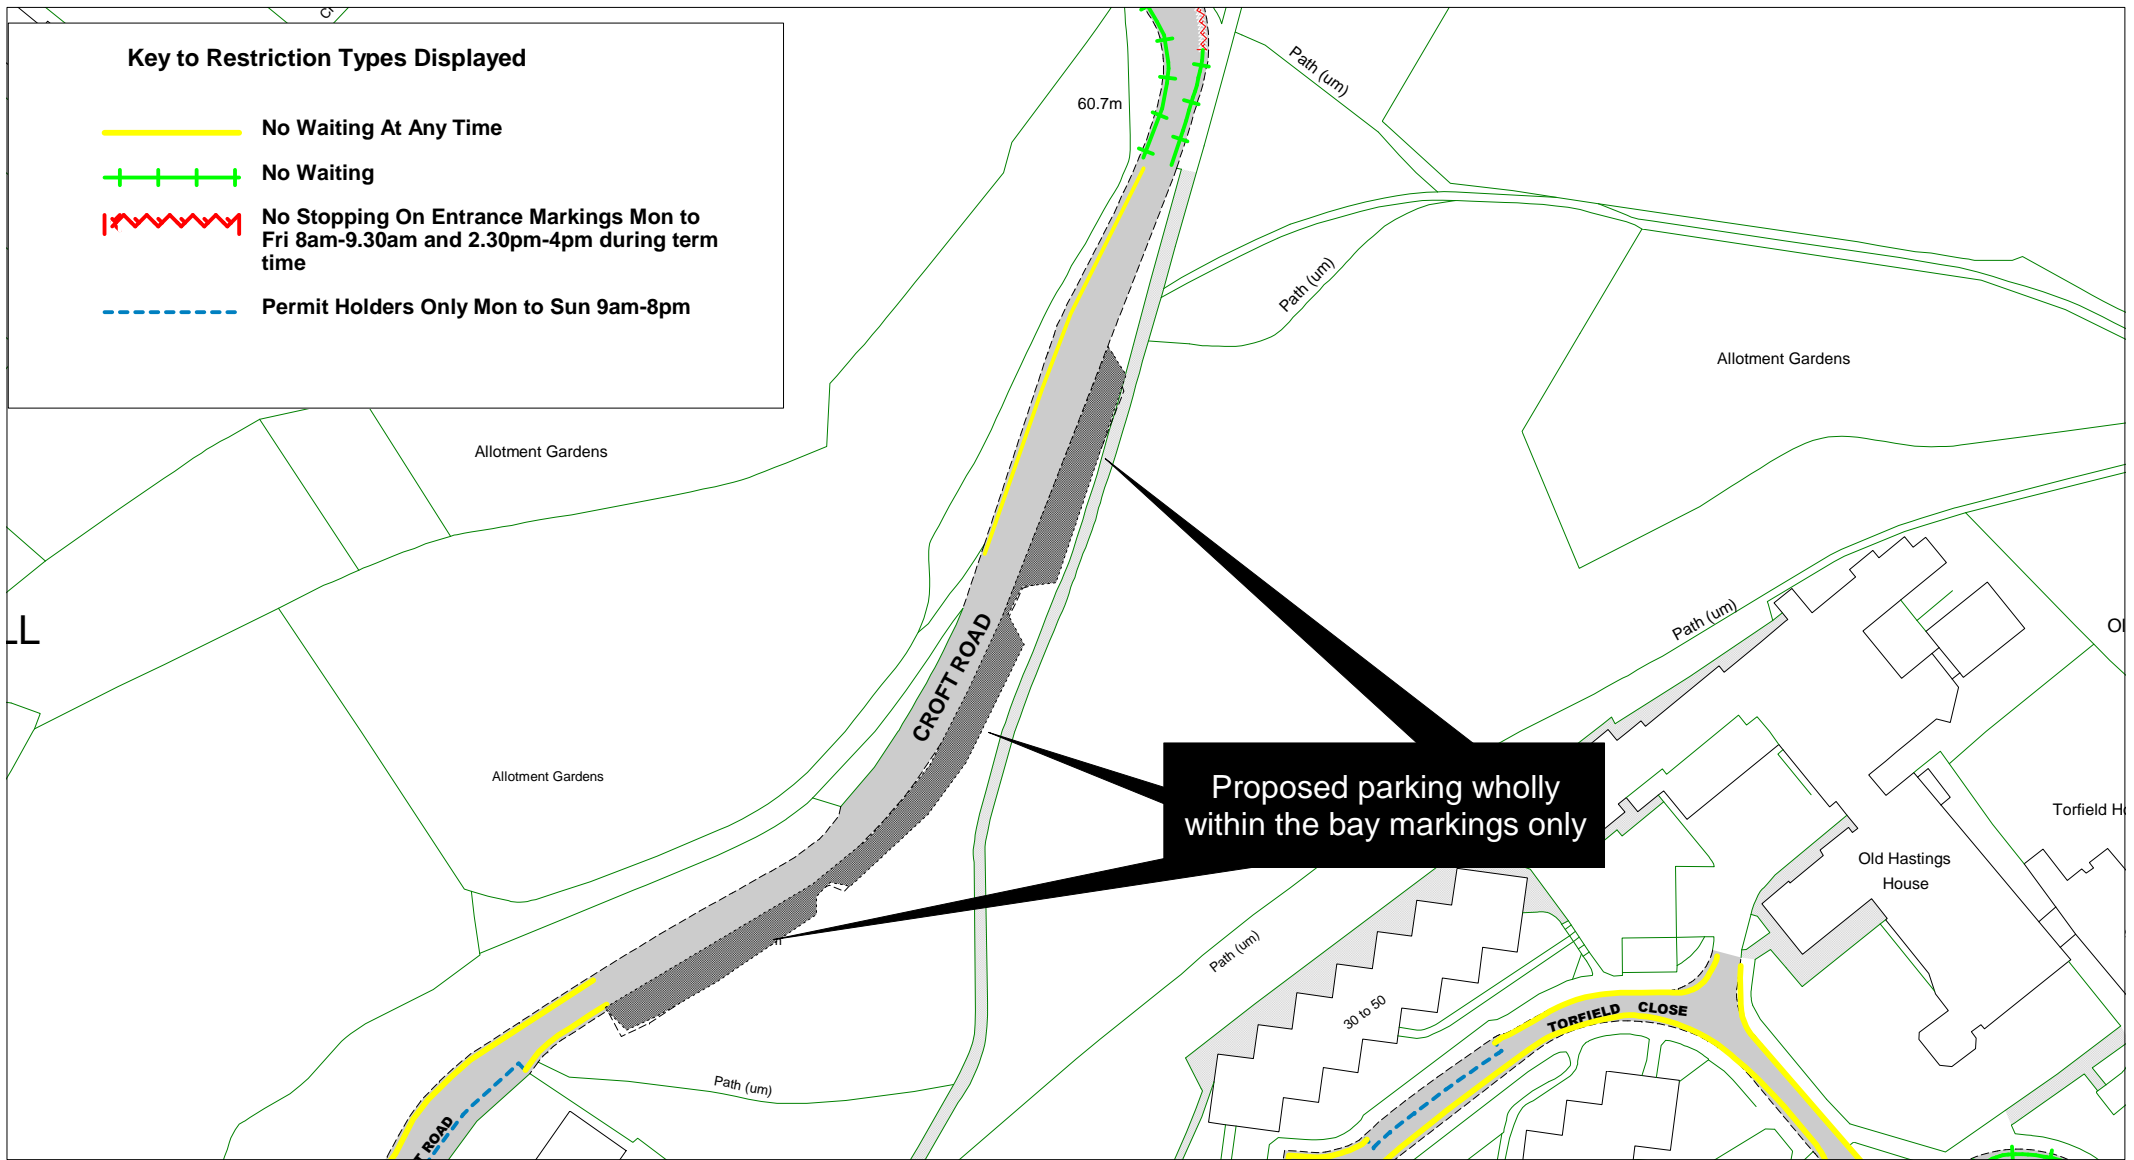 Key to Restriction Types Displayed
No Waiting At Any Time
No Waiting
No Stopping On Entrance Markings Mon to
Fri 8am-9.30am and 2.30pm-4pm during term
time
Permit Holders Only Mon to Sun 9am-8pm
60.7m
Path (um)
Path (um)
Allotment Gardens
Allotment Gardens
Path (um)
LL
CROFT ROAD
Allotment Gardens
Proposed parking wholly
within the bay markings only
Torfield
Old Hastings
House
Path (um)
30 to 50
TORFIELD CLOSE
Path (um)
ROAD